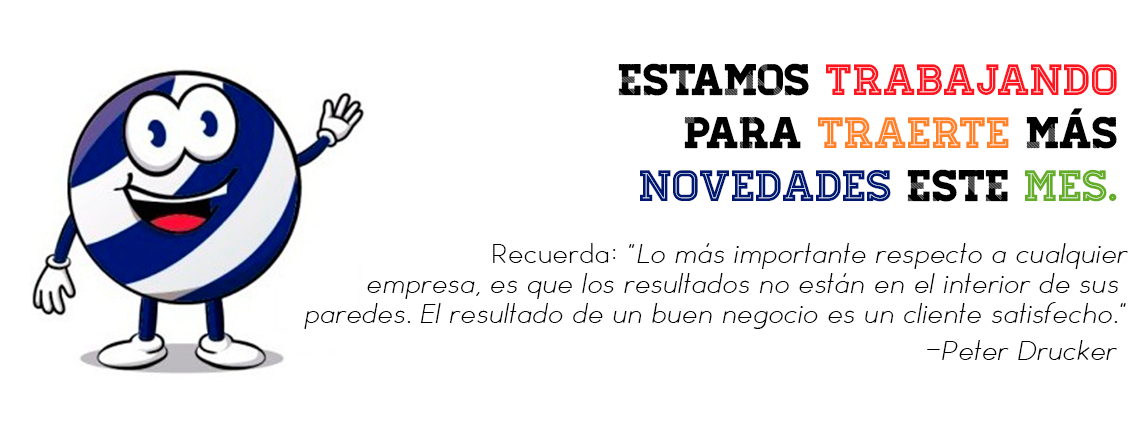 ESTAMOS TRABAJANDO
PARA TRAERTE MÁS
NOVEDADES ESTE MES.
Recuerda: "Lo más importante respecto a cualquier
empresa, es que los resultados no están en el interior de sus
paredes. El resultado de un buen negocio es un cliente satisfecho."
-Peter Drucker